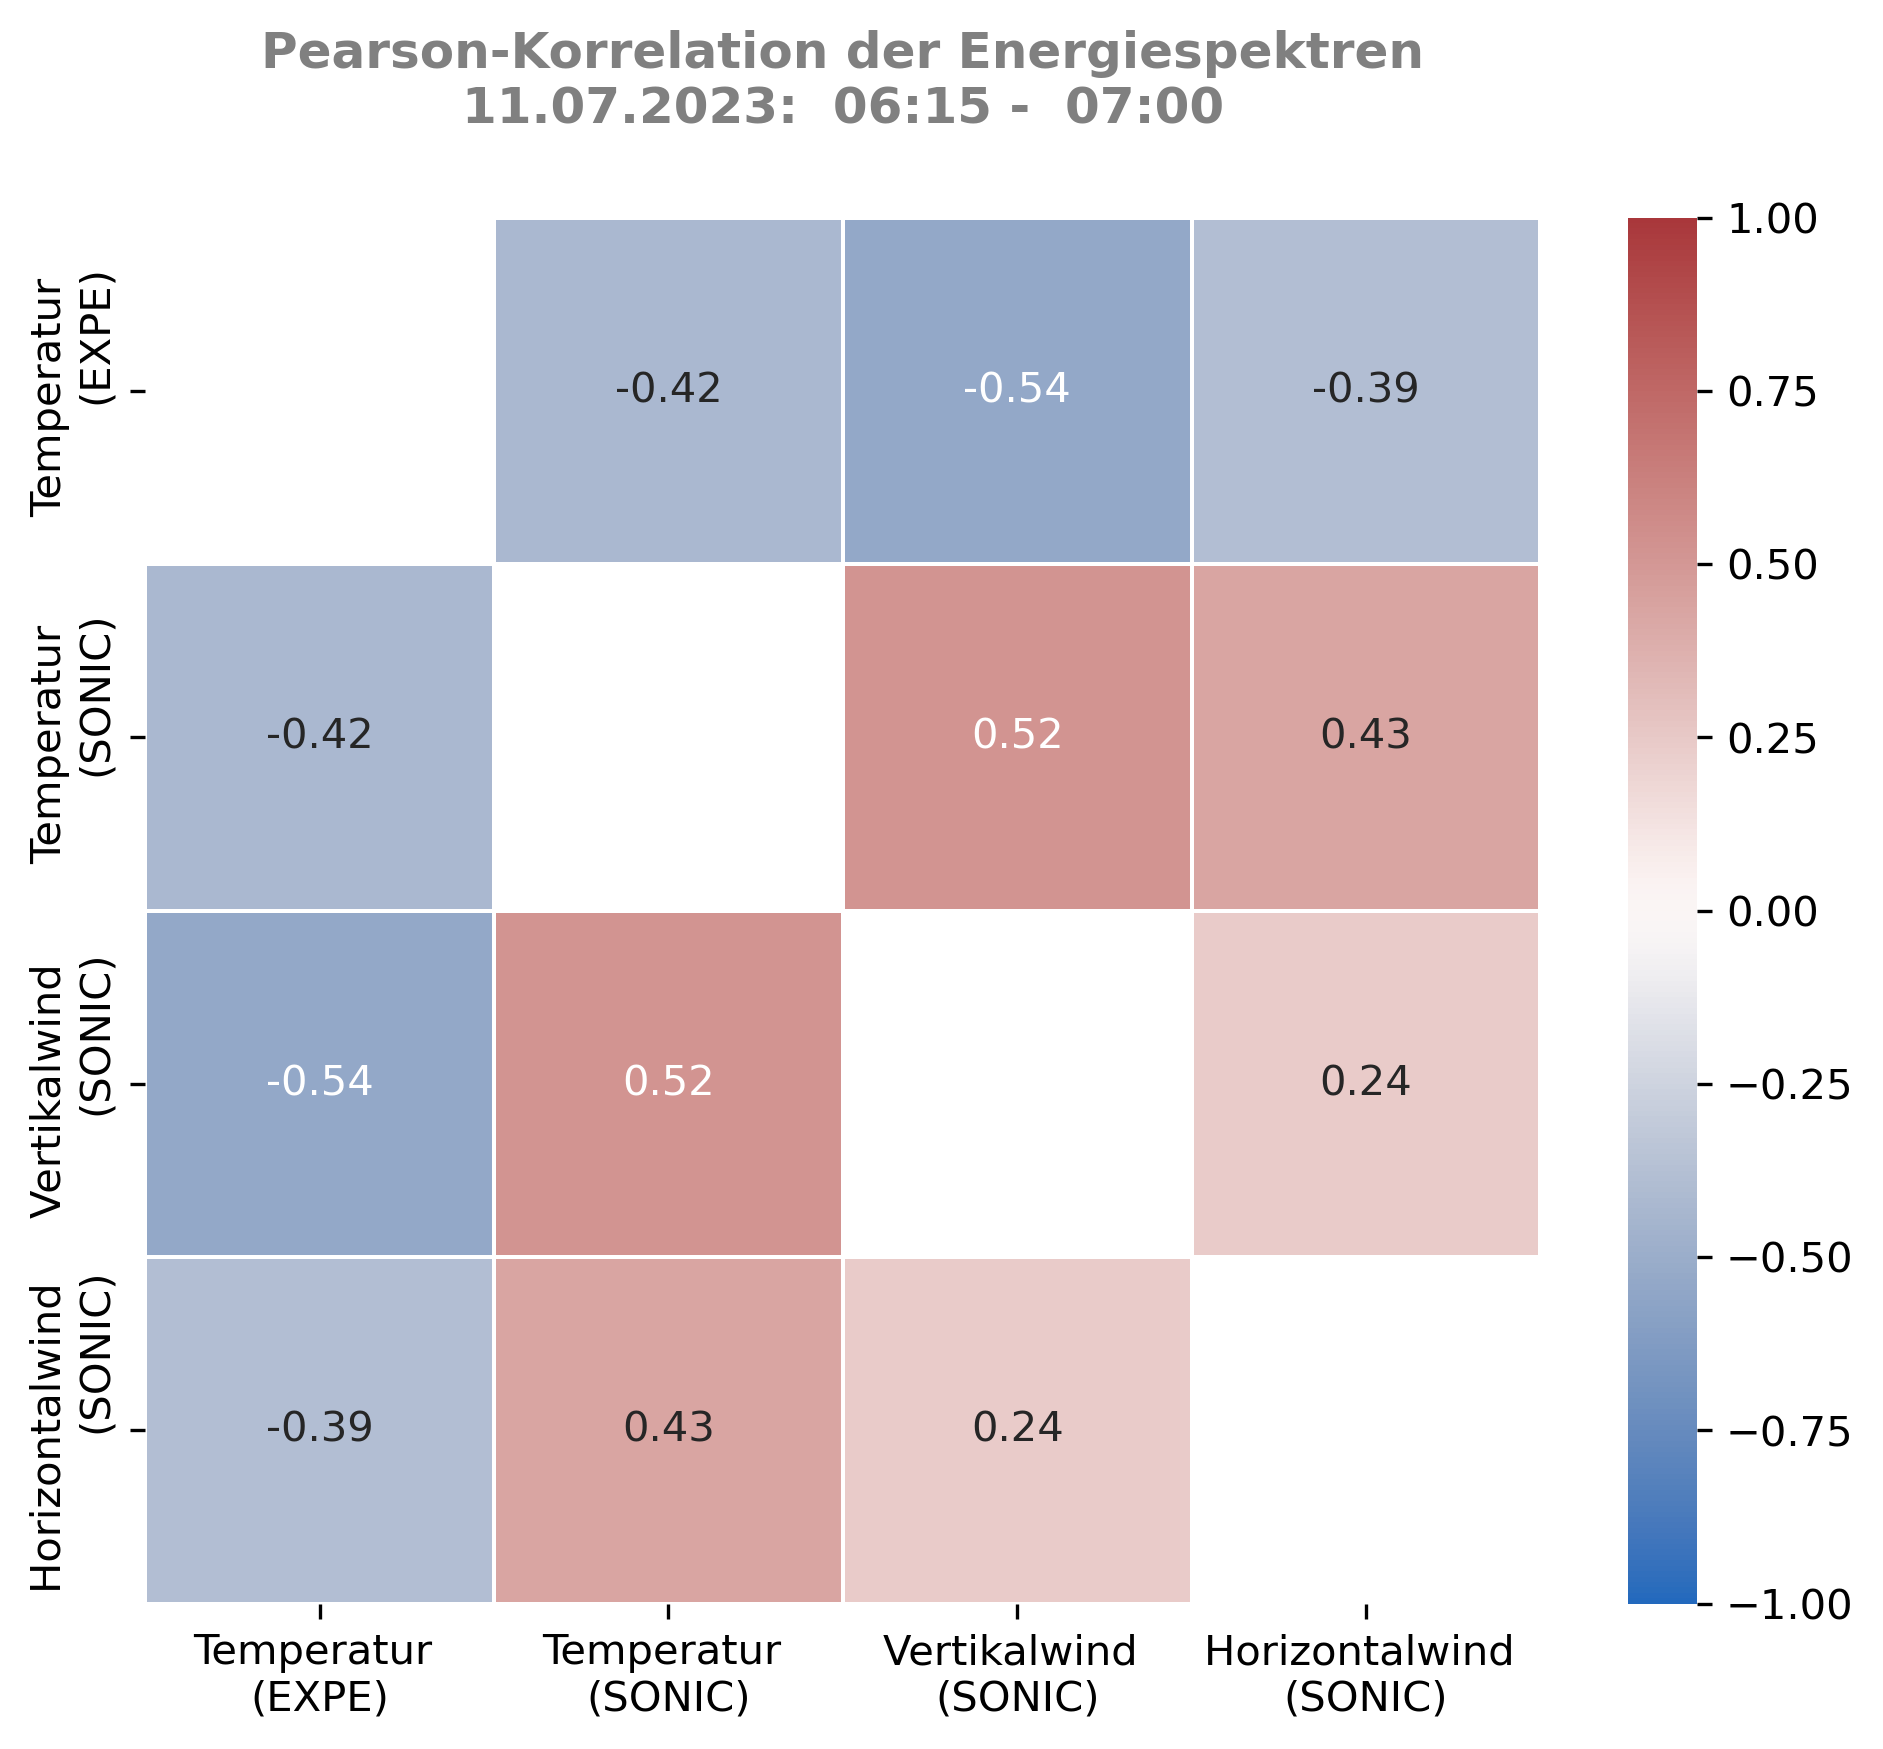 Pearson-Korrelation der Energiespektren
11.07.2023:  06:15 -  07:00
Temperatur
(EXPE)
-0.42
-0.54
-0.39
Temperatur
(SONIC)
-0.42
0.52
0.43
Vertikalwind
(SONIC)
-0.54
0.52
0.24
Horizontalwind
(SONIC)
-0.39
0.43
0.24
Temperatur
(EXPE)
Temperatur
(SONIC)
Vertikalwind
(SONIC)
Horizontalwind
(SONIC)
1.00
0.75
0.50
0.25
0.00
−0.25
−0.50
−0.75
−1.00